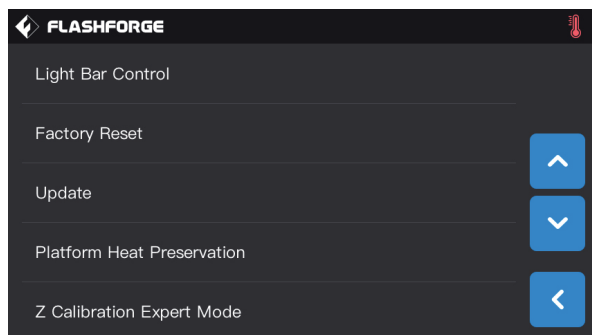 FLASHFORGE
Light Bar Control
Factory Reset
Update
Platform Heat Preservation
Z Calibration Expert Mode